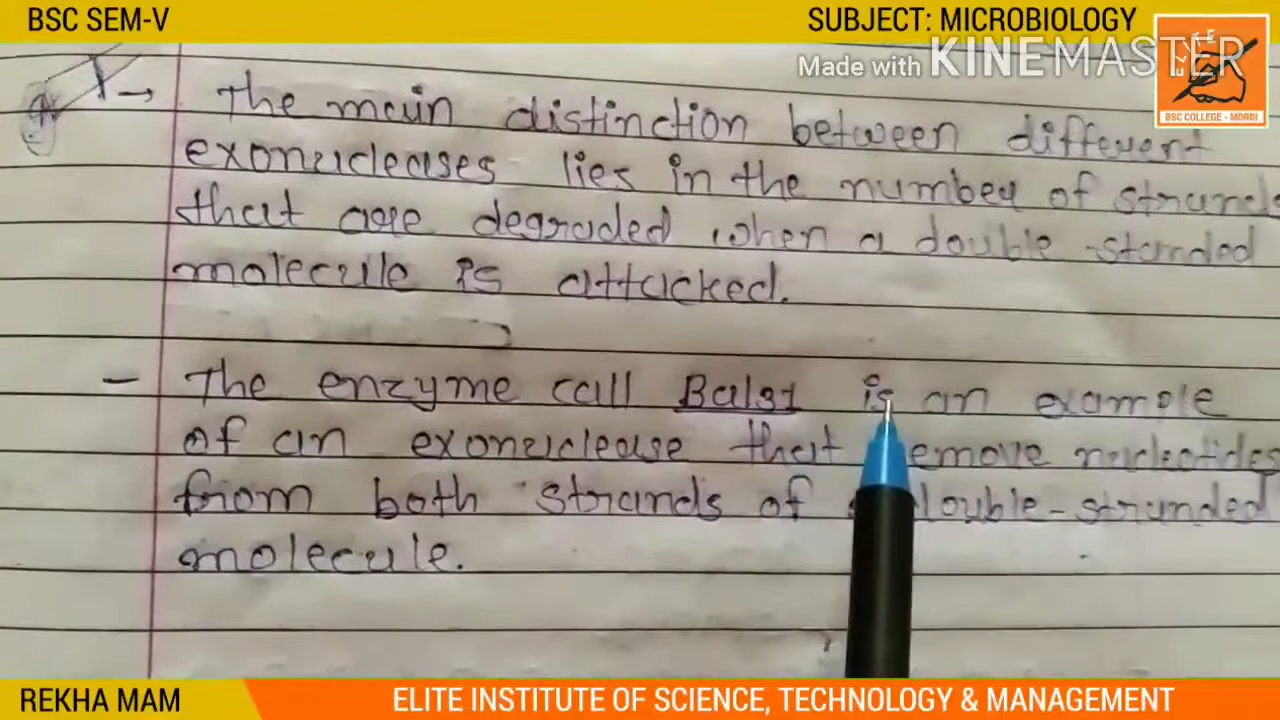 BSC SEM-V
SUBJECT: MICROBIOLOGY
Made with KINEMASTER
ELITE
BSC COLLEGE - MORBI
The main distinction between different
exonucleases lies in the number of strands
that are degraded when a double-standed
molecule is attacked.
- The enzyme call Bal31 is an example
of an exonuclease that remove nucleotides
from both strands of double-stranded
molecule.
REKHA MAM
ELITE INSTITUTE OF SCIENCE, TECHNOLOGY & MANAGEMENT